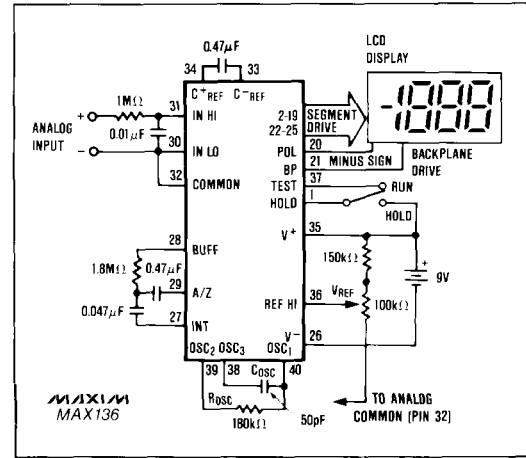 LCD
DISPLAY
0.47µF
34 33
C+REF C-REF
1MΩ
31 IN HI
+
ANALOG
INPUT
0.01µF
-
30 IN LO
32 COMMON
2-19
22-25
SEGMENT
DRIVE
-1888
POL 20 MINUS SIGN
BP 21 BACKPLANE
DRIVE
TEST 37 RUN
HOLD 1
HOLD
V+ 35
28 BUFF
1.8MΩ
0.47µF
29 A/Z
0.047µF
27 INT
150kΩ
+
9V
REF HI 36 VREF
100kΩ
V- 26
OSC2 OSC3 OSC1
39 38 40
COSC
ROSC
180kΩ
50pF
TO ANALOG
COMMON (PIN 32)
MAXIM
MAX136